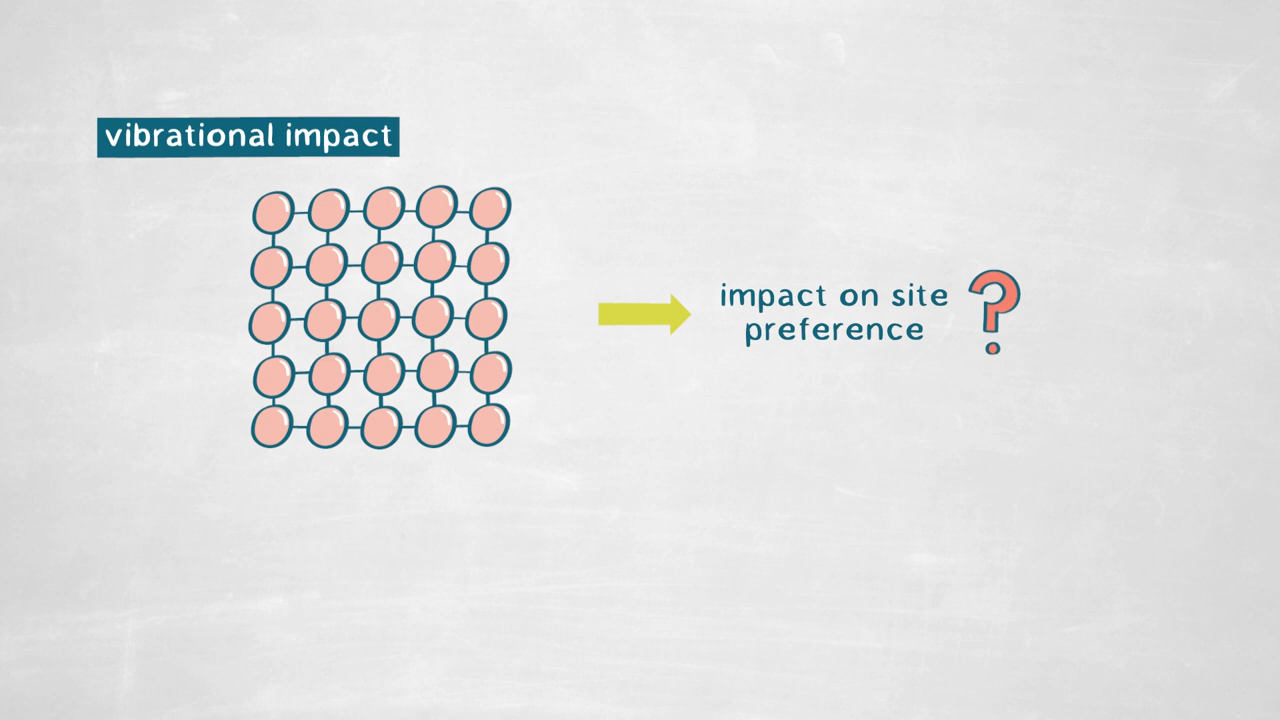 vibrational impact
impact on site
preference
?